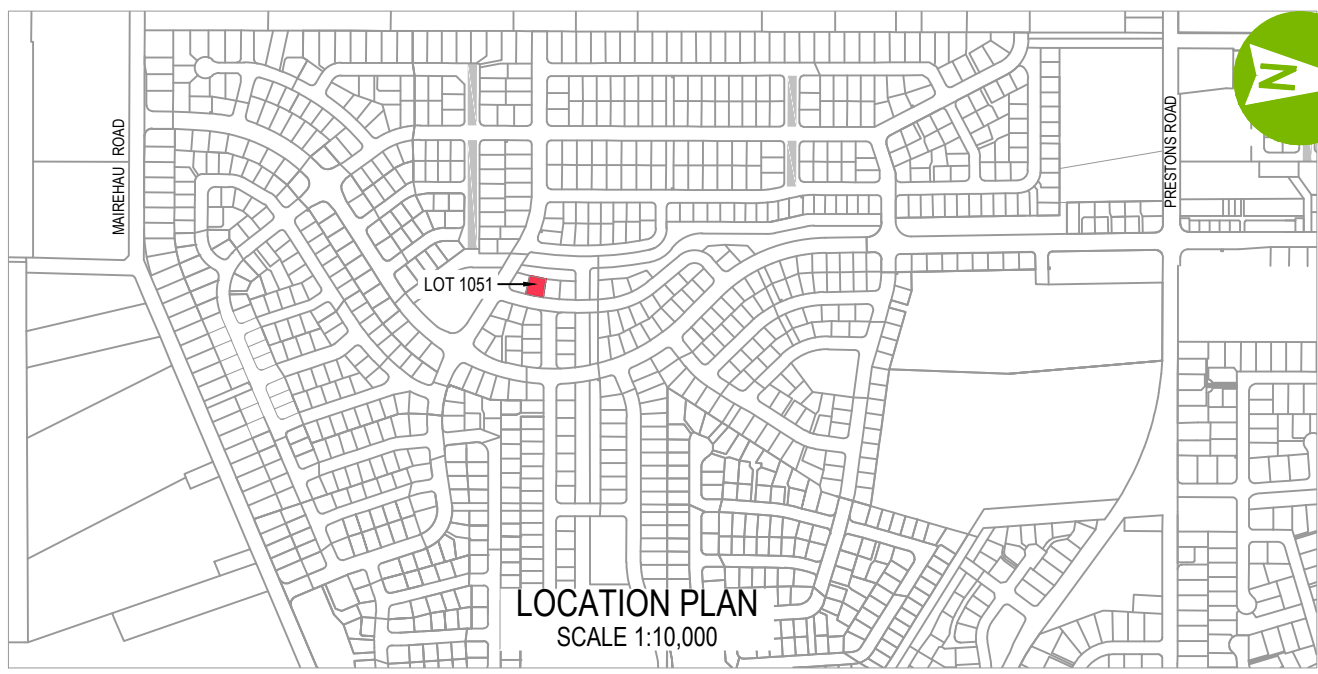 MAIREHAU ROAD
PRESTONS ROAD
N
LOT 1051
LOCATION PLAN
SCALE 1:10,000